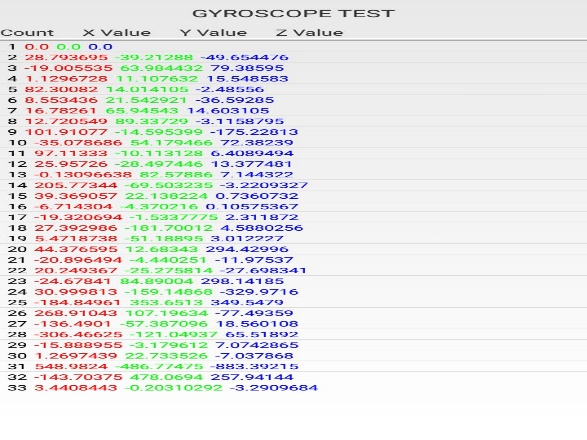 GYROSCOPE TEST
Count X Value Y Value Z Value
1 0.0 0.0 0.0
2 28.793695 -39.21288 -49.654476
3 -19.005535 63.984432 79.38595
4 1.1296728 11.107632 15.548583
5 82.30082 14.014105 -2.48556
6 8.553436 21.542921 -36.59285
7 16.78261 65.94543 14.603105
8 12.720549 89.33729 -3.1158795
9 101.91077 -14.595399 -175.22813
10 -35.078686 54.179466 72.38239
11 97.11333 -10.113128 6.4089494
12 25.95726 -28.497446 13.377481
13 -0.13096638 82.57886 7.144322
14 205.77344 -69.503235 -3.2209327
15 39.369057 22.138224 0.7360732
16 -6.714304 -4.370216 0.10575367
17 -19.320694 -1.5337775 2.311872
18 27.392986 -181.70012 4.5880256
19 5.4718738 -51.18895 3.012227
20 44.376595 12.68343 294.42996
21 -20.896494 -4.440251 -11.97537
22 20.249367 -25.275814 -27.698341
23 -24.67841 84.89004 298.14185
24 30.999813 -159.14868 -329.9716
25 -184.84961 353.6513 349.5479
26 268.91043 107.19634 -77.49359
27 -136.4901 -57.387096 18.560108
28 -306.46625 -121.04937 65.51892
29 -15.888955 -3.179612 7.0742865
30 1.2697439 22.733526 -7.037868
31 548.9824 -486.77475 -883.39215
32 -143.70375 478.0694 257.94144
33 3.4408443 -0.20310292 -3.2909684